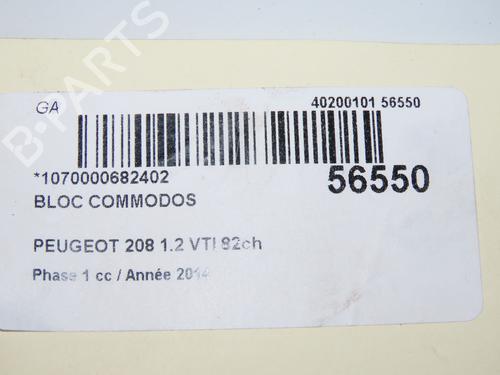 GA
40200101 56550
*1070000682402
56550
BLOC COMMODOS
PEUGEOT 208 1.2 VTI 82ch
Phase 1 cc / Année 2014
B-PARTS